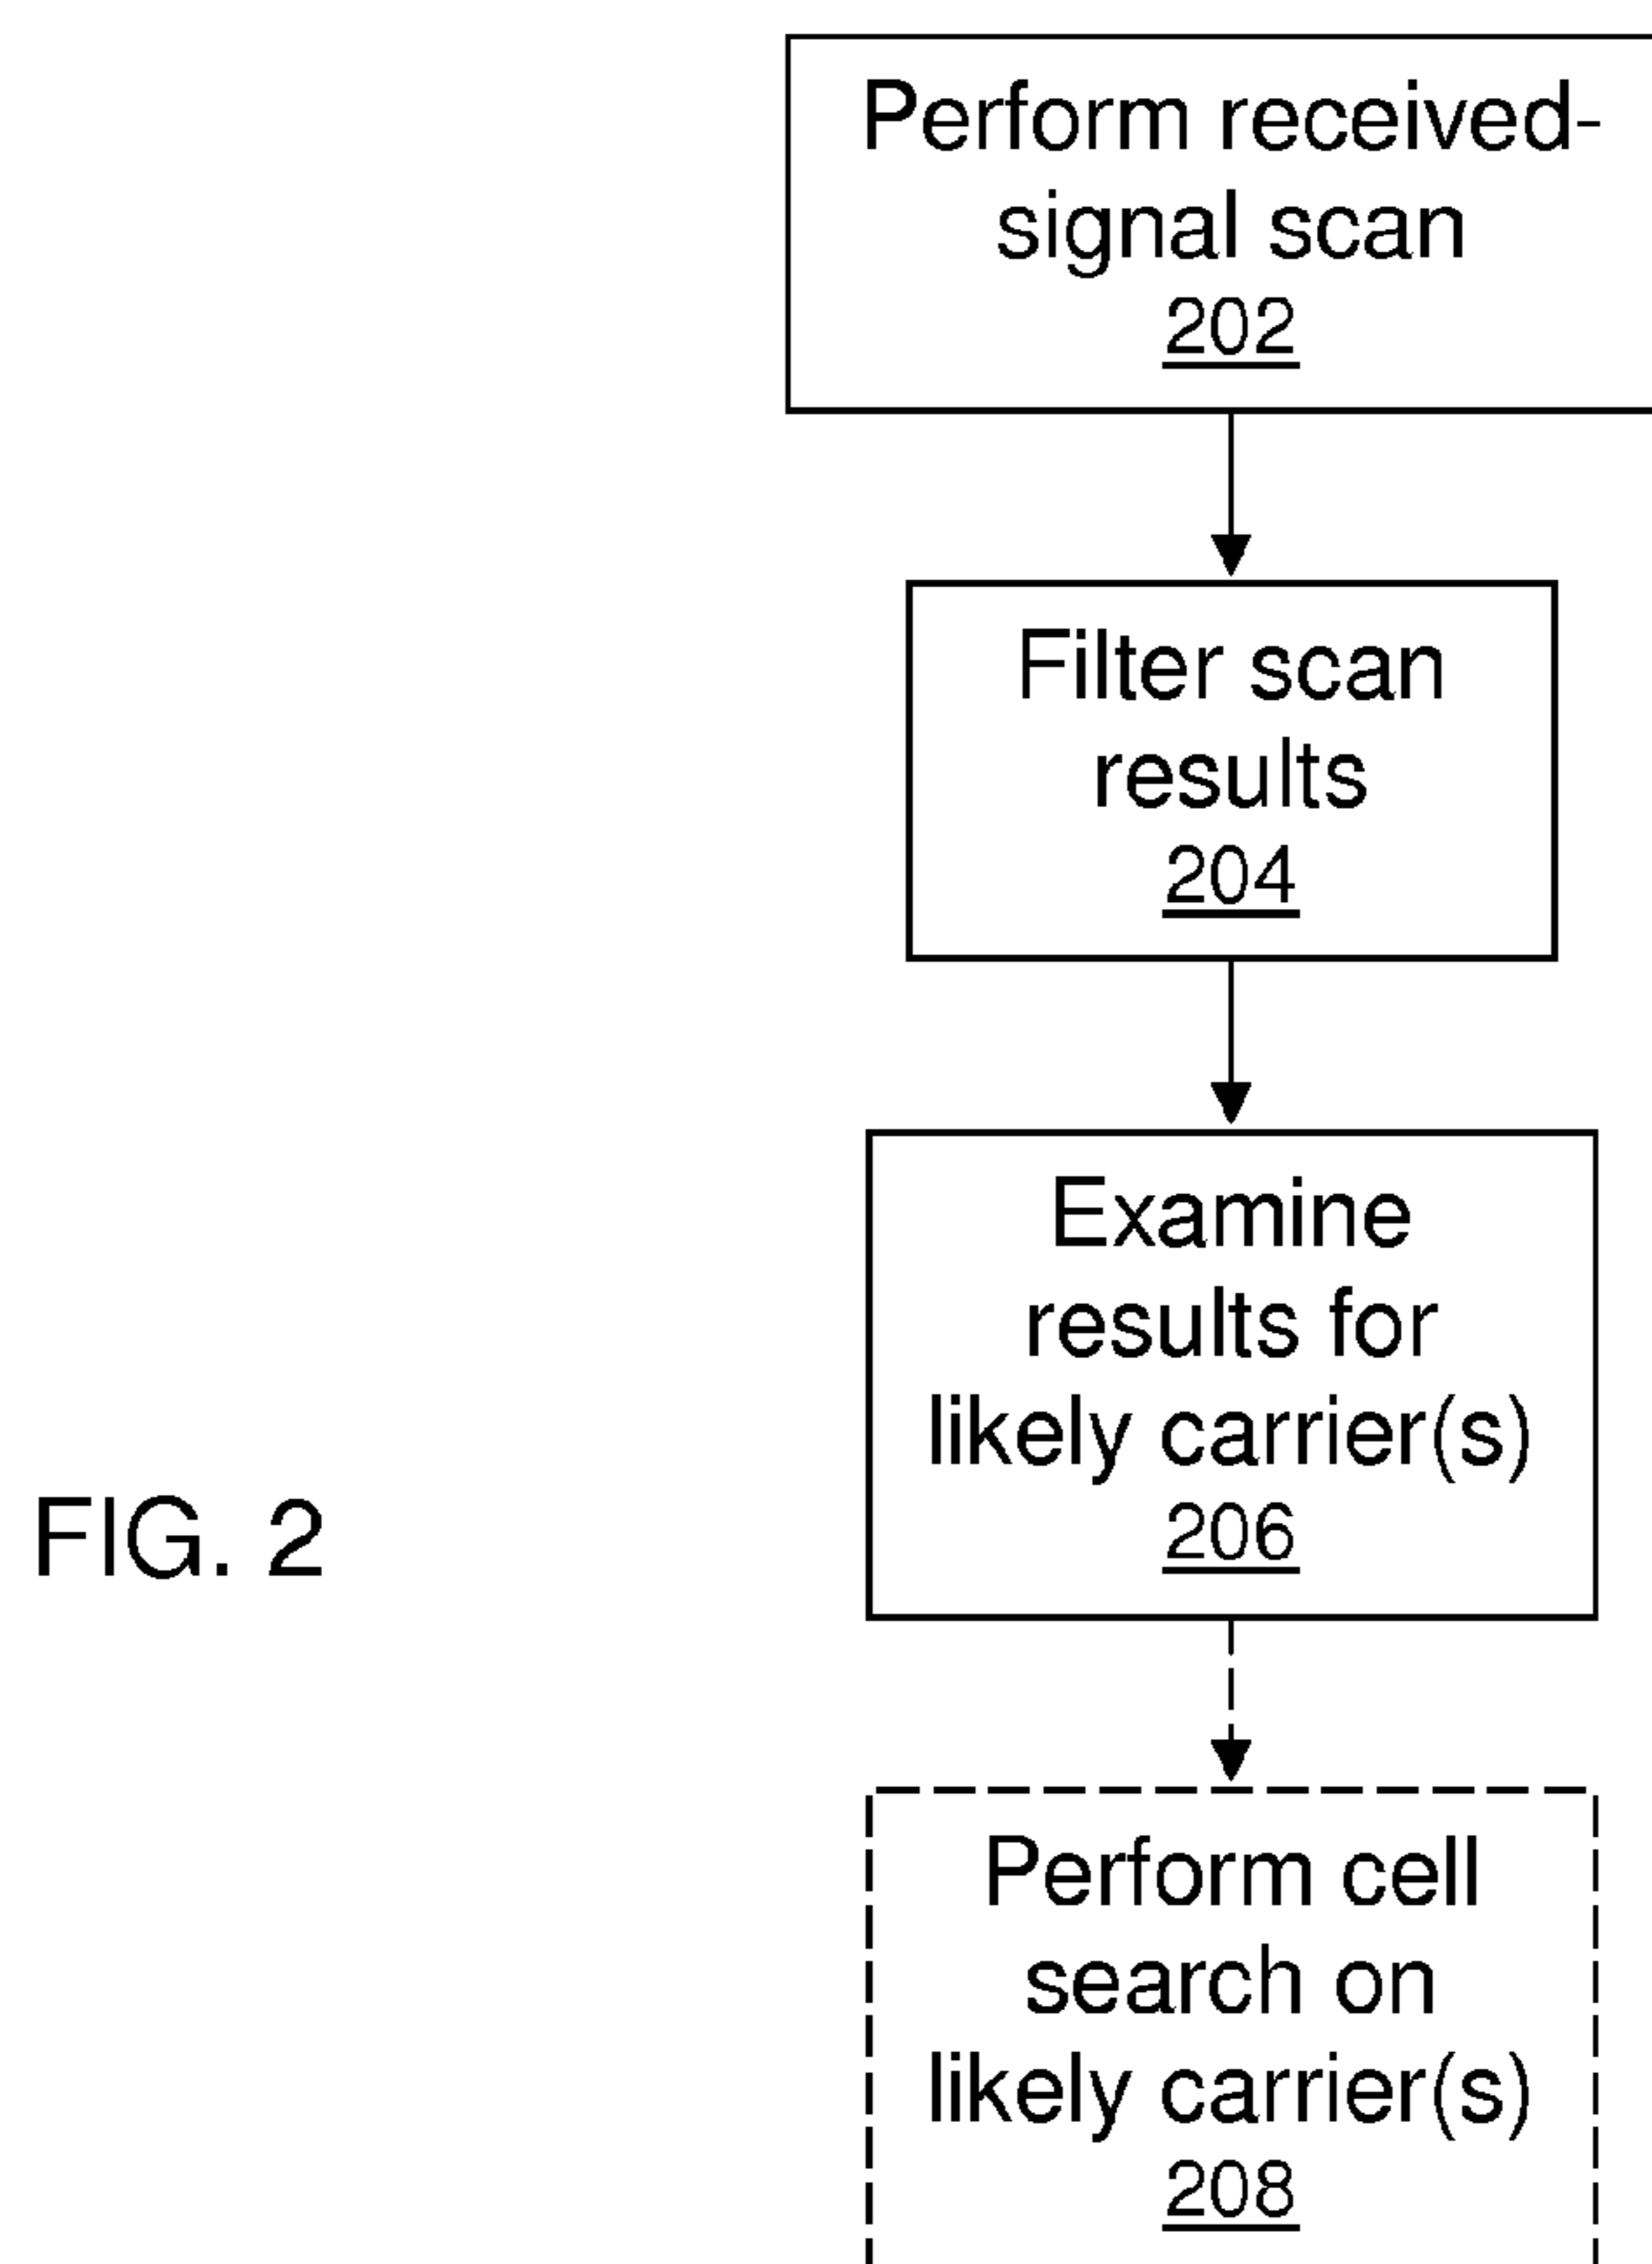 Perform received-
signal scan
202
Filter scan
results
204
Examine
results for
likely carrier(s)
206
FIG. 2
Perform cell
search on
likely carrier(s)
208